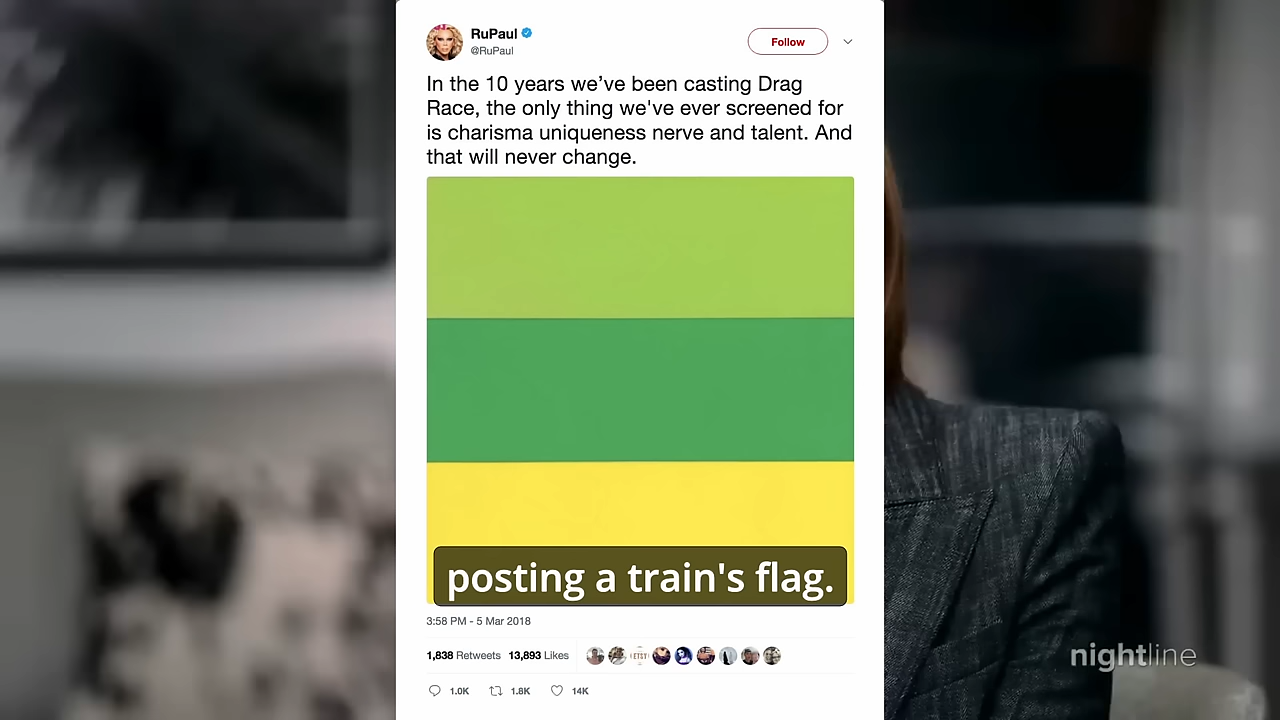 RuPaul
@RuPaul
Follow
In the 10 years we’ve been casting Drag
Race, the only thing we've ever screened for
is charisma uniqueness nerve and talent. And
that will never change.
posting a train's flag.
3:58 PM - 5 Mar 2018
1,838 Retweets 13,893 Likes
1.0K 1.8K 14K
nightline